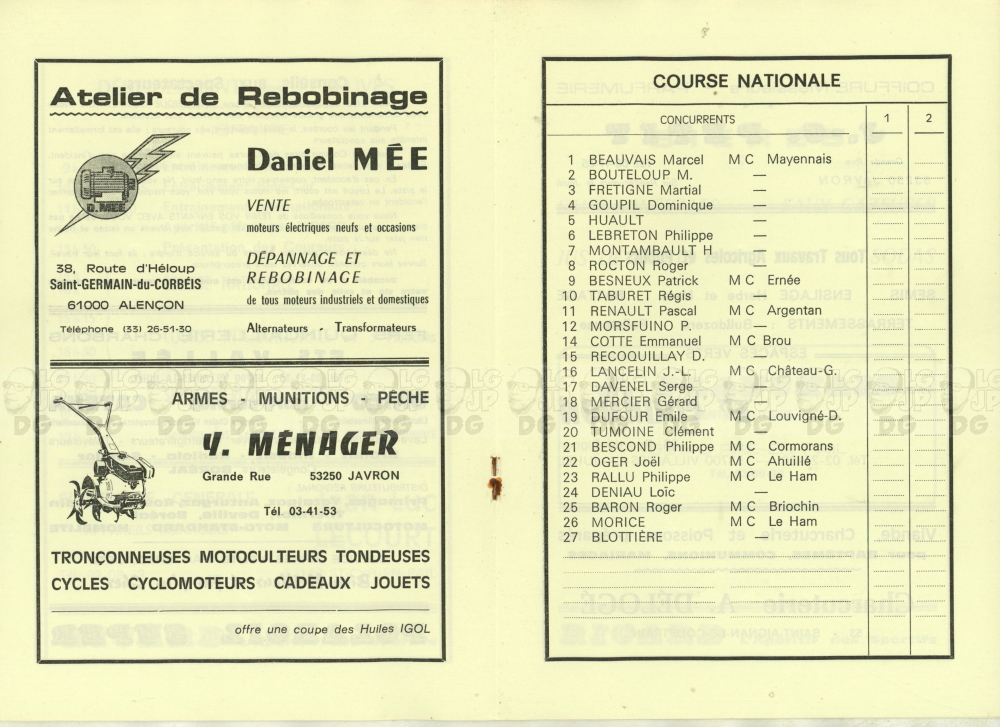 Atelier de Rebobinage
D. MÉE
Daniel MÉE
VENTE
moteurs électriques neufs et occasions
DÉPANNAGE ET
REBOBINAGE
de tous moteurs industriels et domestiques
Alternateurs - Transformateurs
38, Route d'Héloup
Saint-GERMAIN-du-CORBÉIS
61000 ALENÇON
Téléphone (33) 26-51-30
ARMES - MUNITIONS - PÊCHE
Y. MÉNAGER
Grande Rue 53250 JAVRON
Tél. 03-41-53
TRONÇONNEUSES MOTOCULTEURS TONDEUSES
CYCLES CYCLOMOTEURS CADEAUX JOUETS
offre une coupe des Huiles IGOL
COURSE NATIONALE
CONCURRENTS 1 2
1 BEAUVAIS Marcel M C Mayennais
2 BOUTELOUP M. —
3 FRETIGNE Martial —
4 GOUPIL Dominique —
5 HUAULT —
6 LEBRETON Philippe —
7 MONTAMBAULT H —
8 ROCTON Roger —
9 BESNEUX Patrick M C Ernée
10 TABURET Régis —
11 RENAULT Pascal M C Argentan
12 MORSFUINO P. —
14 COTTE Emmanuel M C Brou
15 RECOQUILLAY D. —
16 LANCELIN J.-L. M C Château-G.
17 DAVENEL Serge —
18 MERCIER Gérard —
19 DUFOUR Emile M C Louvigné-D.
20 TUMOINE Clément —
21 BESCOND Philippe M C Cormorans
22 OGER Joël M C Ahuillé
23 RALLU Philippe M C Le Ham
24 DENIAU Loïc —
25 BARON Roger M C Briochin
26 MORICE M C Le Ham
27 BLOTTIÈRE —